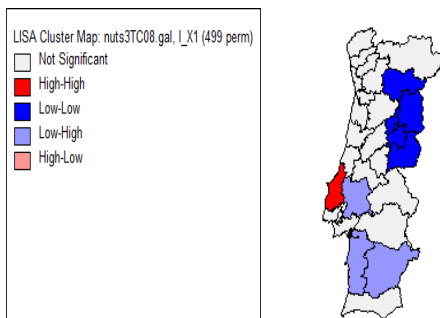 LISA Cluster Map: nuts3TC08.gal, I_X1 (499 perm)
Not Significant
High-High
Low-Low
Low-High
High-Low